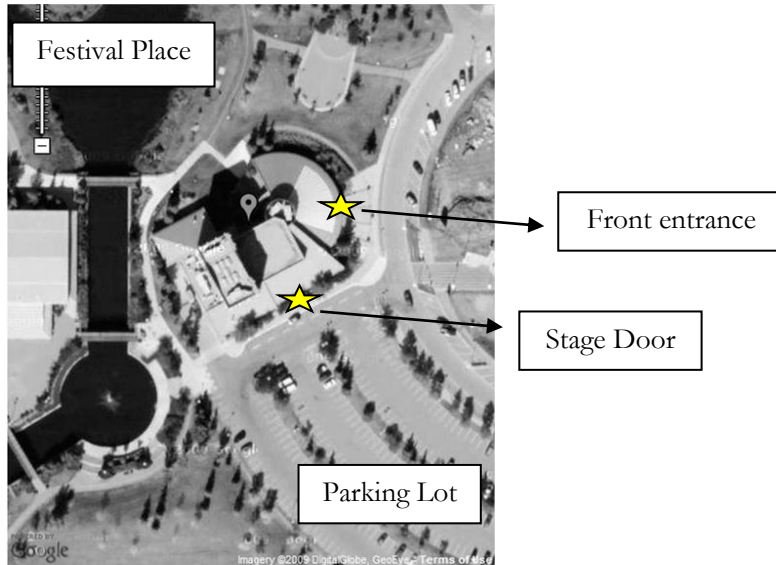 Festival Place
Front entrance
Stage Door
Parking Lot
POWERED BY
Google
Imagery ©2009 DigitalGlobe, GeoEye - Terms of Use